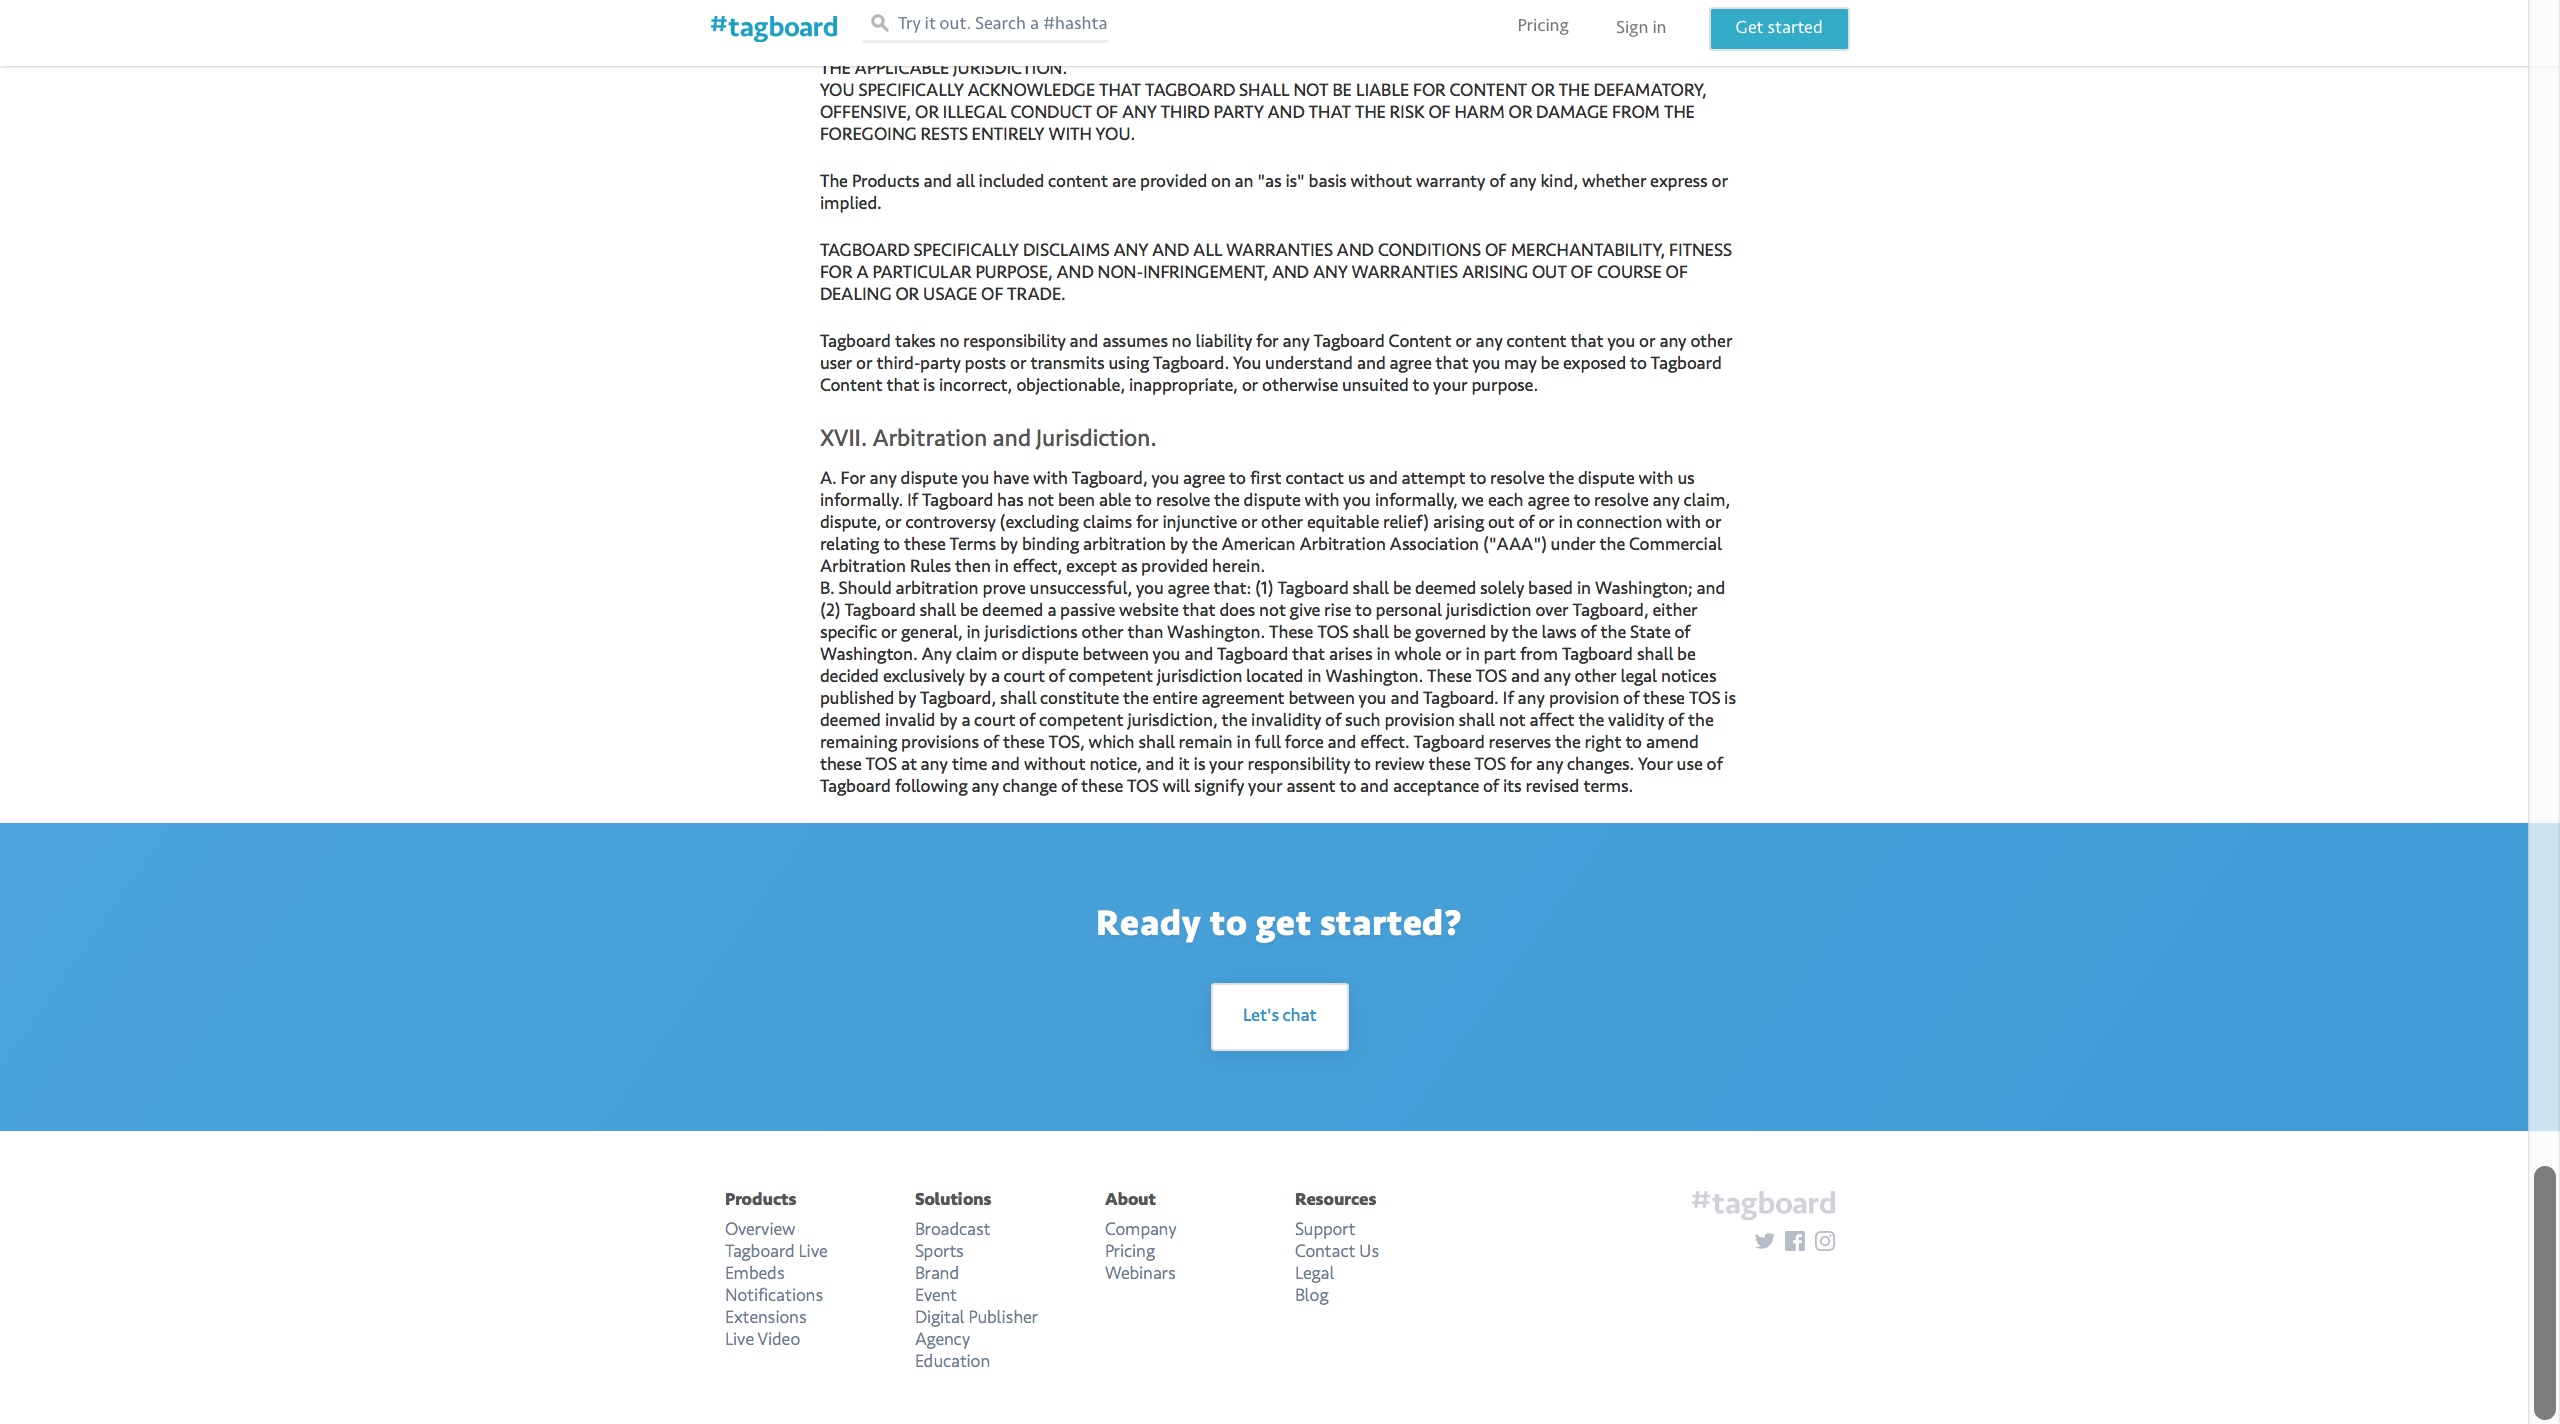 #tagboard
Try it out. Search a #hashta
Pricing
Sign in
Get started
THE APPLICABLE JURISDICTION.
YOU SPECIFICALLY ACKNOWLEDGE THAT TAGBOARD SHALL NOT BE LIABLE FOR CONTENT OR THE DEFAMATORY,
OFFENSIVE, OR ILLEGAL CONDUCT OF ANY THIRD PARTY AND THAT THE RISK OF HARM OR DAMAGE FROM THE
FOREGOING RESTS ENTIRELY WITH YOU.
The Products and all included content are provided on an "as is" basis without warranty of any kind, whether express or
implied.
TAGBOARD SPECIFICALLY DISCLAIMS ANY AND ALL WARRANTIES AND CONDITIONS OF MERCHANTABILITY, FITNESS
FOR A PARTICULAR PURPOSE, AND NON-INFRINGEMENT, AND ANY WARRANTIES ARISING OUT OF COURSE OF
DEALING OR USAGE OF TRADE.
Tagboard takes no responsibility and assumes no liability for any Tagboard Content or any content that you or any other
user or third-party posts or transmits using Tagboard. You understand and agree that you may be exposed to Tagboard
Content that is incorrect, objectionable, inappropriate, or otherwise unsuited to your purpose.
XVII. Arbitration and Jurisdiction.
A. For any dispute you have with Tagboard, you agree to first contact us and attempt to resolve the dispute with us
informally. If Tagboard has not been able to resolve the dispute with you informally, we each agree to resolve any claim,
dispute, or controversy (excluding claims for injunctive or other equitable relief) arising out of or in connection with or
relating to these Terms by binding arbitration by the American Arbitration Association ("AAA") under the Commercial
Arbitration Rules then in effect, except as provided herein.
B. Should arbitration prove unsuccessful, you agree that: (1) Tagboard shall be deemed solely based in Washington; and
(2) Tagboard shall be deemed a passive website that does not give rise to personal jurisdiction over Tagboard, either
specific or general, in jurisdictions other than Washington. These TOS shall be governed by the laws of the State of
Washington. Any claim or dispute between you and Tagboard that arises in whole or in part from Tagboard shall be
decided exclusively by a court of competent jurisdiction located in Washington. These TOS and any other legal notices
published by Tagboard, shall constitute the entire agreement between you and Tagboard. If any provision of these TOS is
deemed invalid by a court of competent jurisdiction, the invalidity of such provision shall not affect the validity of the
remaining provisions of these TOS, which shall remain in full force and effect. Tagboard reserves the right to amend
these TOS at any time and without notice, and it is your responsibility to review these TOS for any changes. Your use of
Tagboard following any change of these TOS will signify your assent to and acceptance of its revised terms.
Ready to get started?
Let's chat
Products
Overview
Tagboard Live
Embeds
Notifications
Extensions
Live Video
Solutions
Broadcast
Sports
Brand
Event
Digital Publisher
Agency
Education
About
Company
Pricing
Webinars
Resources
Support
Contact Us
Legal
Blog
#tagboard